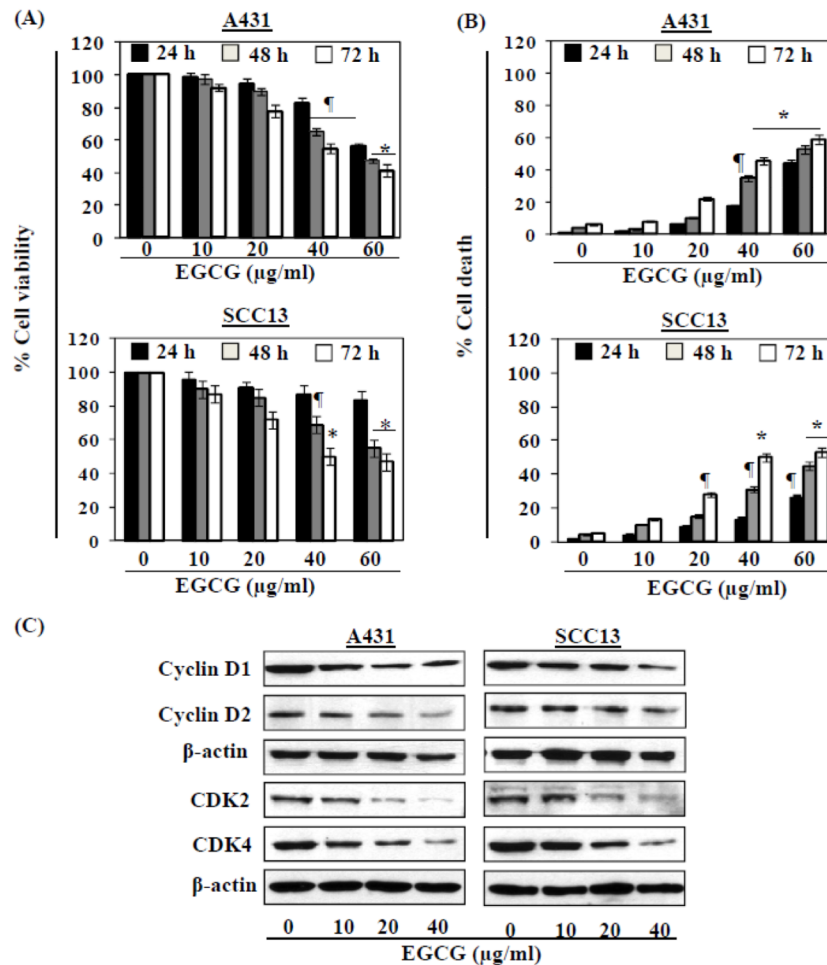 (A)
A431
24 h 48 h 72 h
120
100
80
60
40
20
0
¶
*
0 10 20 40 60
EGCG (µg/ml)
% Cell viability
SCC13
24 h 48 h 72 h
120
100
80
60
40
20
0
¶
*
*
0 10 20 40 60
EGCG (µg/ml)
(B)
A431
24 h 48 h 72 h
120
100
80
60
40
20
0
¶
*
0 10 20 40 60
EGCG (µg/ml)
% Cell death
SCC13
24 h 48 h 72 h
120
100
80
60
40
20
0
¶
¶
*
¶
*
0 10 20 40 60
EGCG (µg/ml)
(C)
A431 SCC13
Cyclin D1
Cyclin D2
β-actin
CDK2
CDK4
β-actin
0 10 20 40 0 10 20 40
EGCG (µg/ml)